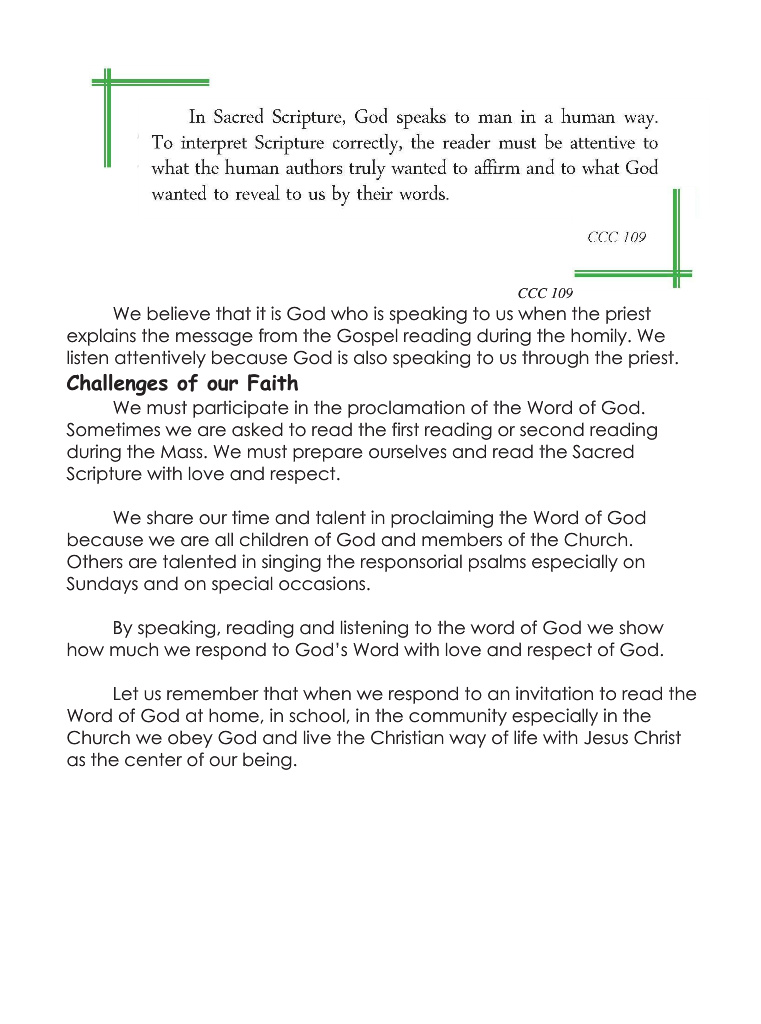 In Sacred Scripture, God speaks to man in a human way.
To interpret Scripture correctly, the reader must be attentive to
what the human authors truly wanted to affirm and to what God
wanted to reveal to us by their words.
CCC 109
CCC 109
We believe that it is God who is speaking to us when the priest
explains the message from the Gospel reading during the homily. We
listen attentively because God is also speaking to us through the priest.
Challenges of our Faith
We must participate in the proclamation of the Word of God.
Sometimes we are asked to read the first reading or second reading
during the Mass. We must prepare ourselves and read the Sacred
Scripture with love and respect.
We share our time and talent in proclaiming the Word of God
because we are all children of God and members of the Church.
Others are talented in singing the responsorial psalms especially on
Sundays and on special occasions.
By speaking, reading and listening to the word of God we show
how much we respond to God's Word with love and respect of God.
Let us remember that when we respond to an invitation to read the
Word of God at home, in school, in the community especially in the
Church we obey God and live the Christian way of life with Jesus Christ
as the center of our being.